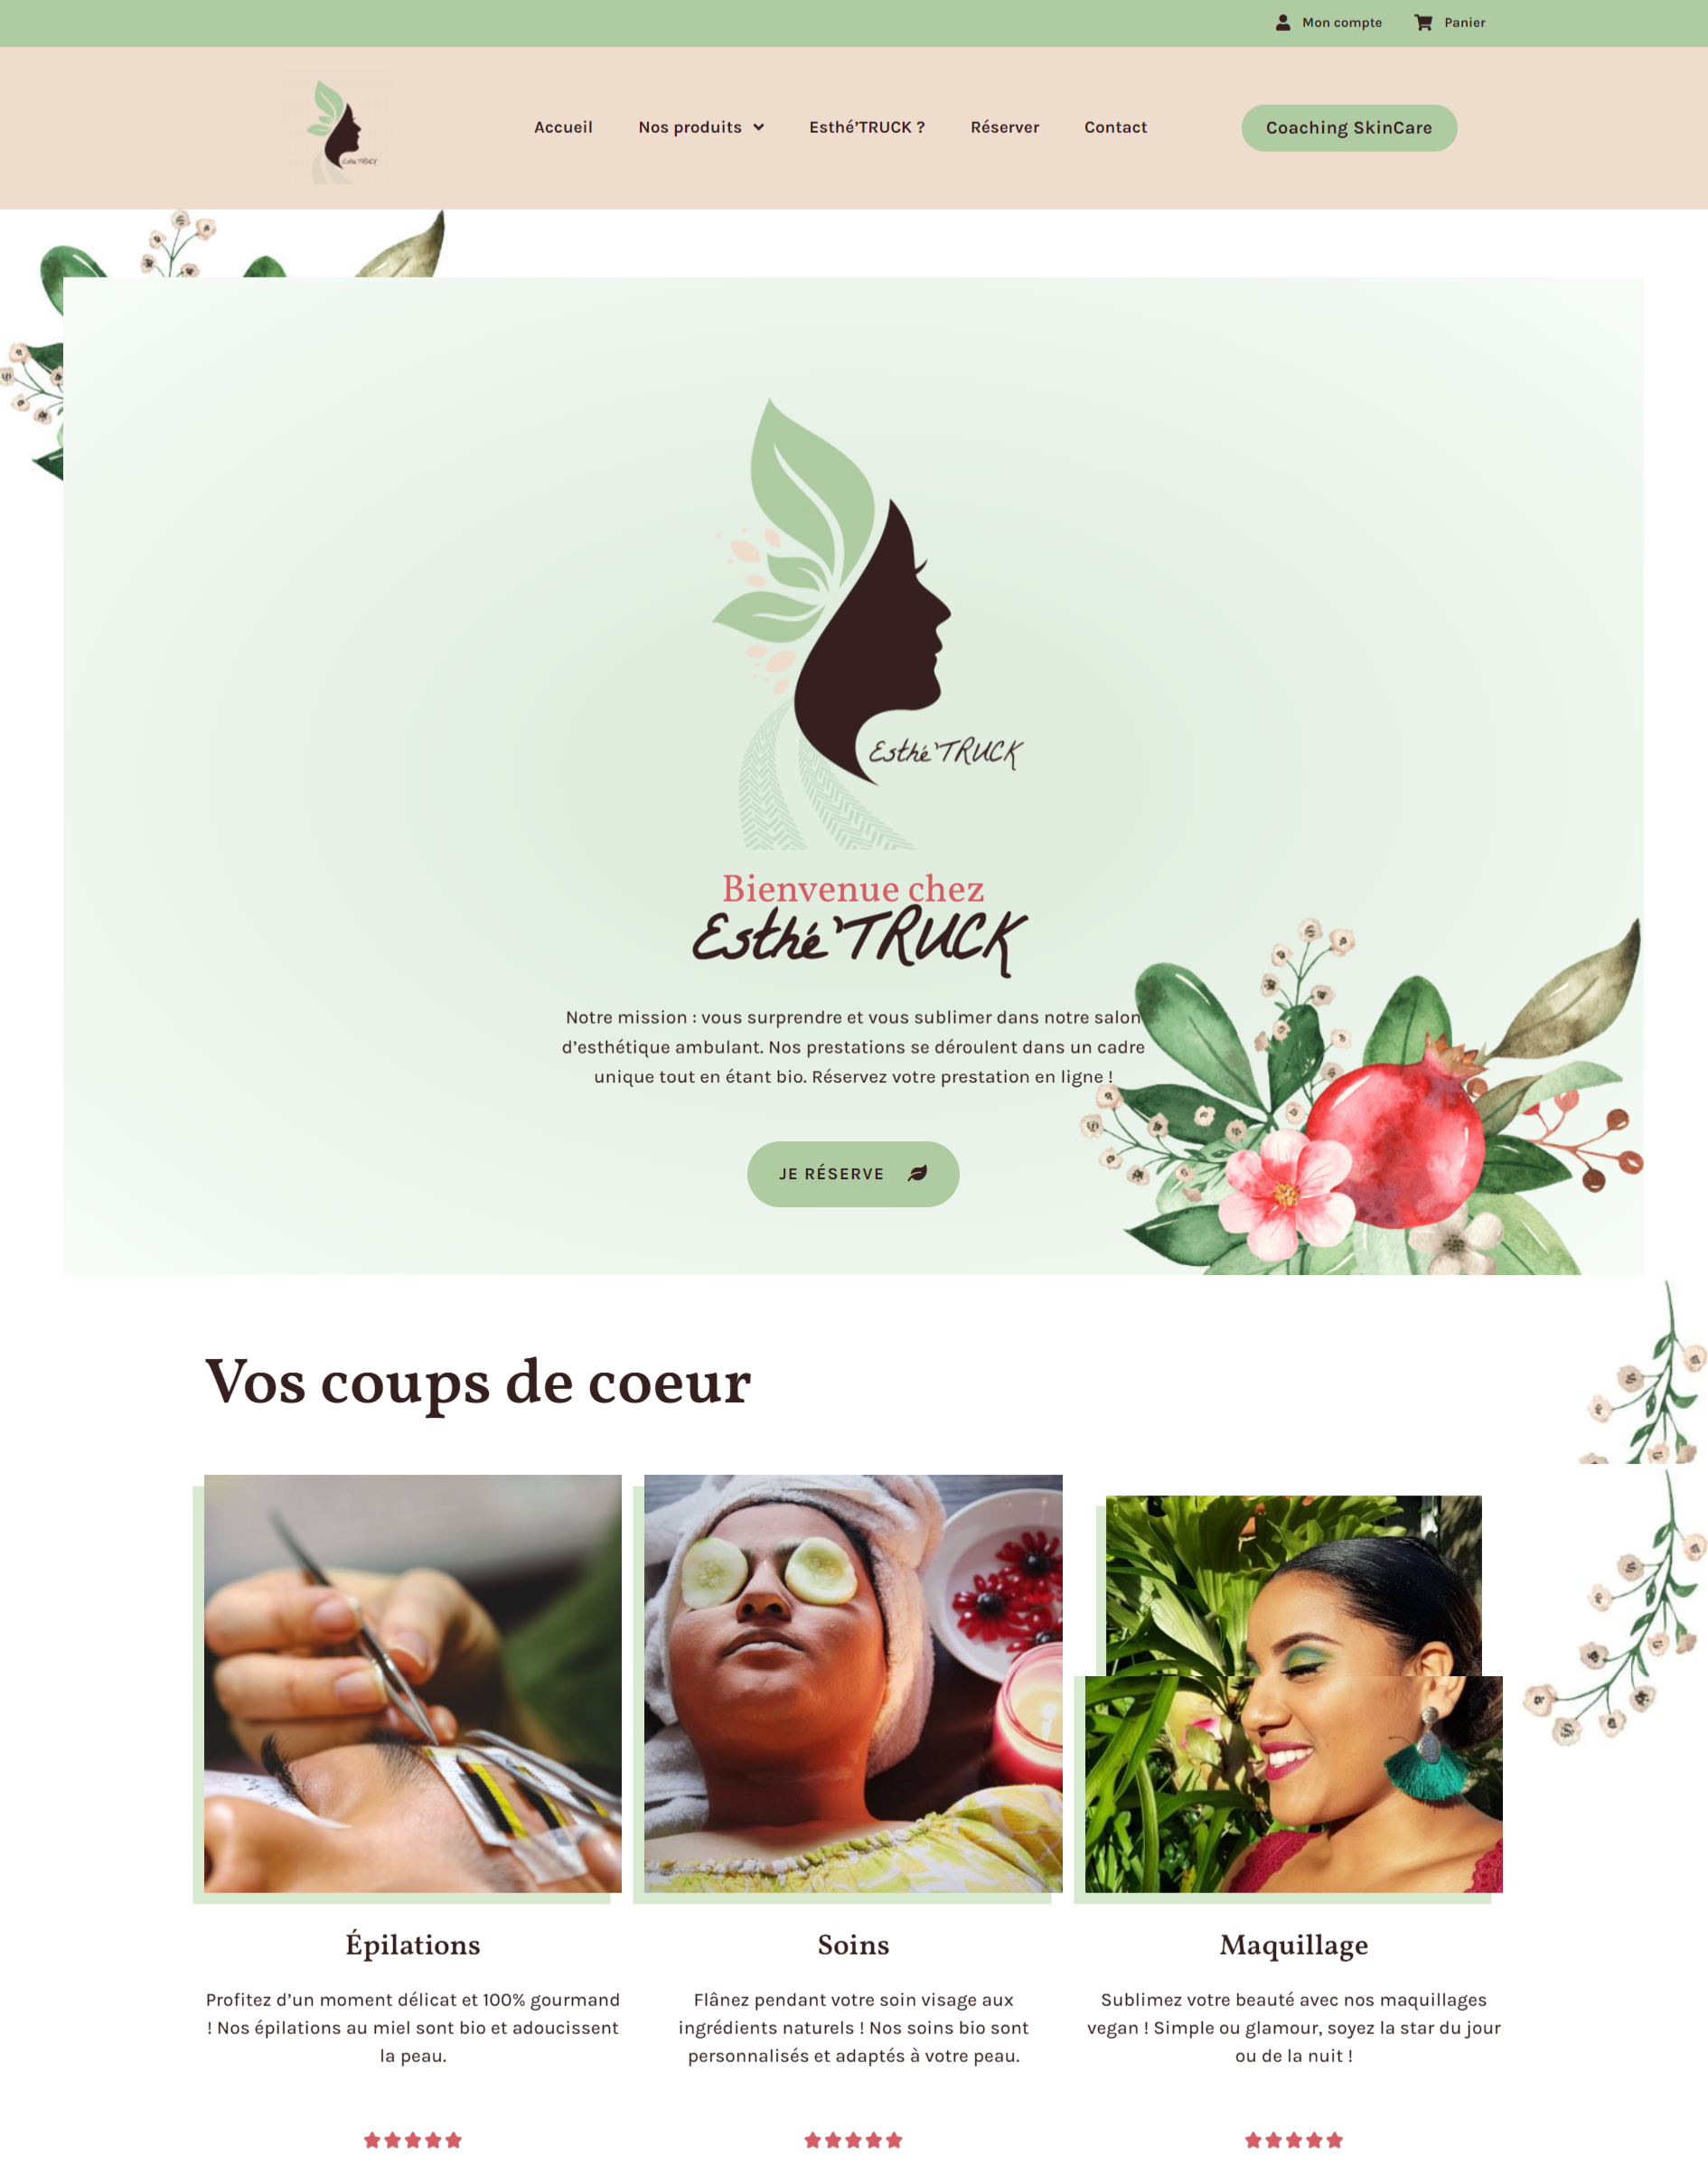 Mon compte Panier
Esthé'TRUCK
Accueil Nos produits Esthé'TRUCK ? Réserver Contact Coaching SkinCare
Esthé'TRUCK
Bienvenue chez
Esthé'TRUCK
Notre mission : vous surprendre et vous sublimer dans notre salon
d'esthétique ambulant. Nos prestations se déroulent dans un cadre
unique tout en étant bio. Réservez votre prestation en ligne !
JE RÉSERVE
Vos coups de coeur
Épilations
Profitez d'un moment délicat et 100% gourmand
! Nos épilations au miel sont bio et adoucissent
la peau.
Soins
Flânez pendant votre soin visage aux
ingrédients naturels ! Nos soins bio sont
personnalisés et adaptés à votre peau.
Maquillage
Sublimez votre beauté avec nos maquillages
vegan ! Simple ou glamour, soyez la star du jour
ou de la nuit !